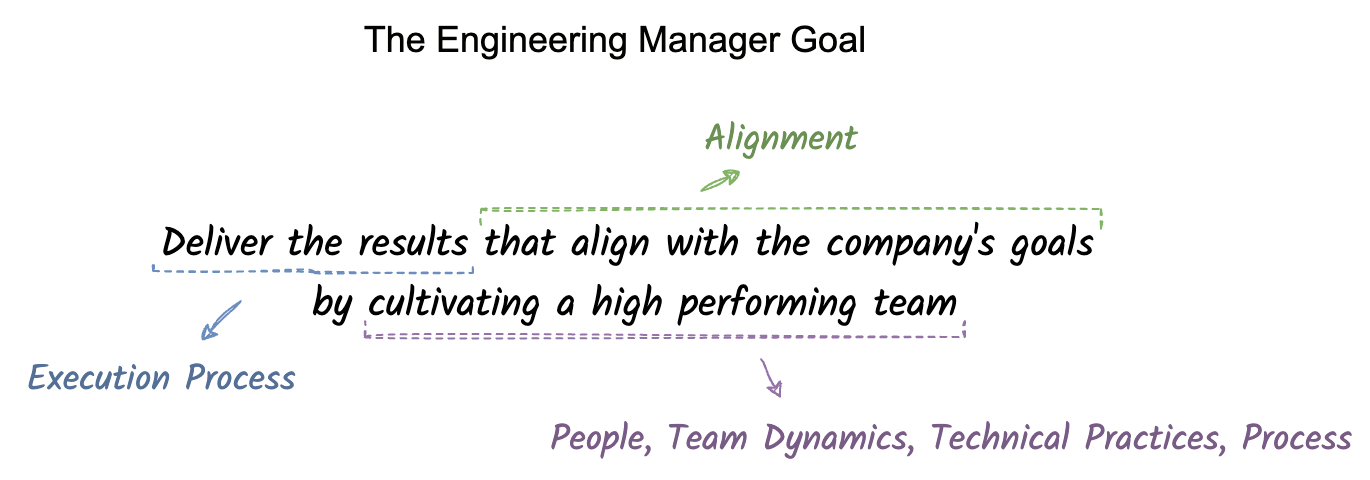 The Engineering Manager Goal
Alignment
Deliver the results that align with the company's goals
by cultivating a high performing team
Execution Process
People, Team Dynamics, Technical Practices, Process